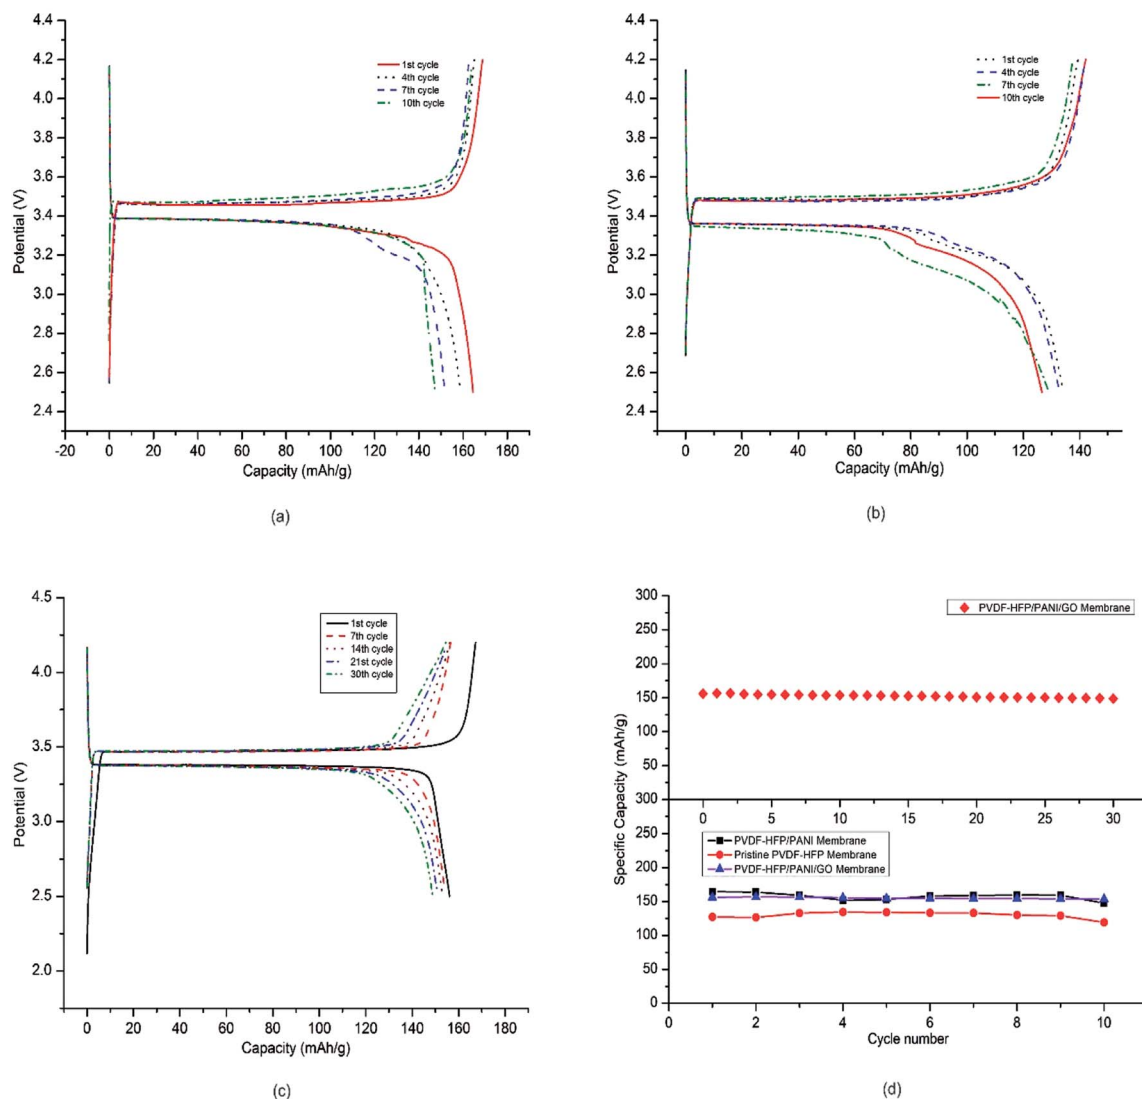 4.4
4.2
4.0
3.8
3.6
3.4
3.2
3.0
2.8
2.6
2.4
Potential (V)
1st cycle
4th cycle
7th cycle
10th cycle
-20 0 20 40 60 80 100 120 140 160 180
Capacity (mAh/g)
(a)
4.4
4.2
4.0
3.8
3.6
3.4
3.2
3.0
2.8
2.6
2.4
Potential (V)
1st cycle
4th cycle
7th cycle
10th cycle
0 20 40 60 80 100 120 140
Capacity (mAh/g)
(b)
4.5
4.0
3.5
3.0
2.5
2.0
Potential (V)
1st cycle
7th cycle
14th cycle
21st cycle
30th cycle
0 20 40 60 80 100 120 140 160 180
Capacity (mAh/g)
(c)
300
250
200
150
100
50
0
PVDF-HFP/PANI/GO Membrane
0 5 10 15 20 25 30
Specific Capacity (mAh/g)
300
250
200
150
100
50
0
PVDF-HFP/PANI Membrane
Pristine PVDF-HFP Membrane
PVDF-HFP/PANI/GO Membrane
0 2 4 6 8 10
Cycle number
(d)